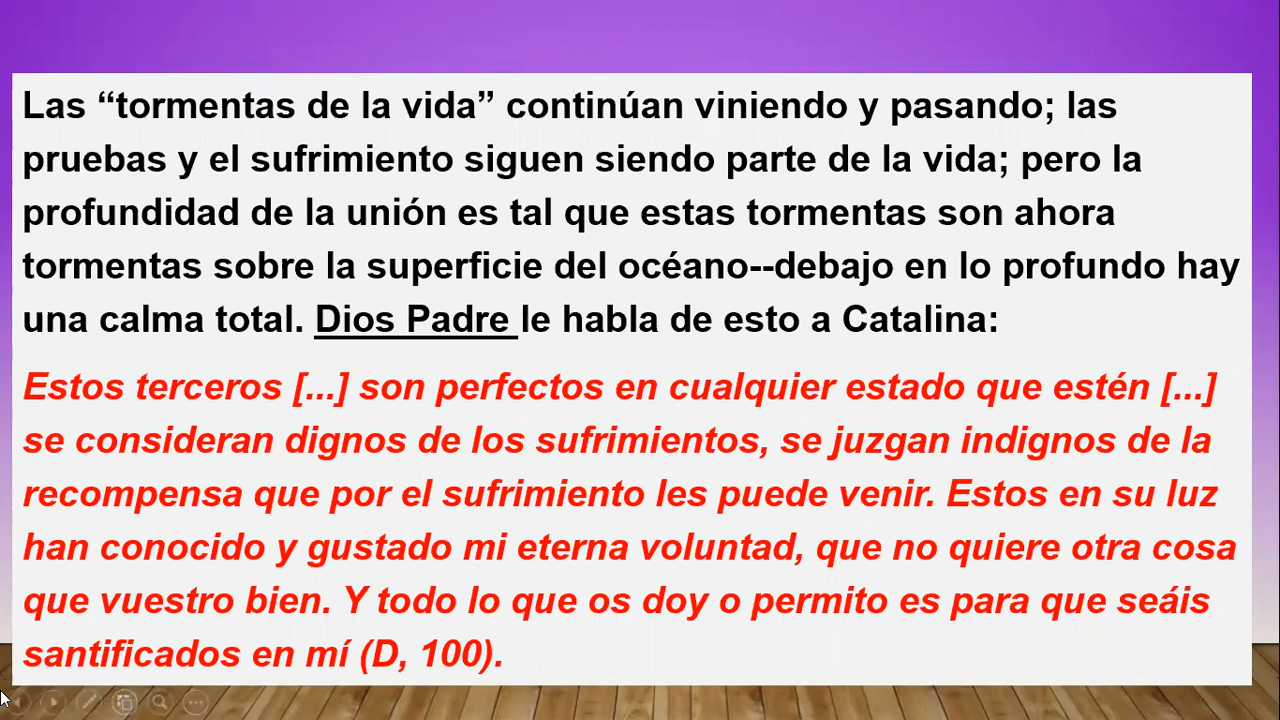 Las “tormentas de la vida” continúan viniendo y pasando; las
pruebas y el sufrimiento siguen siendo parte de la vida; pero la
profundidad de la unión es tal que estas tormentas son ahora
tormentas sobre la superficie del océano--debajo en lo profundo hay
una calma total. Dios Padre le habla de esto a Catalina:
Estos terceros [...] son perfectos en cualquier estado que estén [...]
se consideran dignos de los sufrimientos, se juzgan indignos de la
recompensa que por el sufrimiento les puede venir. Estos en su luz
han conocido y gustado mi eterna voluntad, que no quiere otra cosa
que vuestro bien. Y todo lo que os doy o permito es para que seáis
santificados en mí (D, 100).